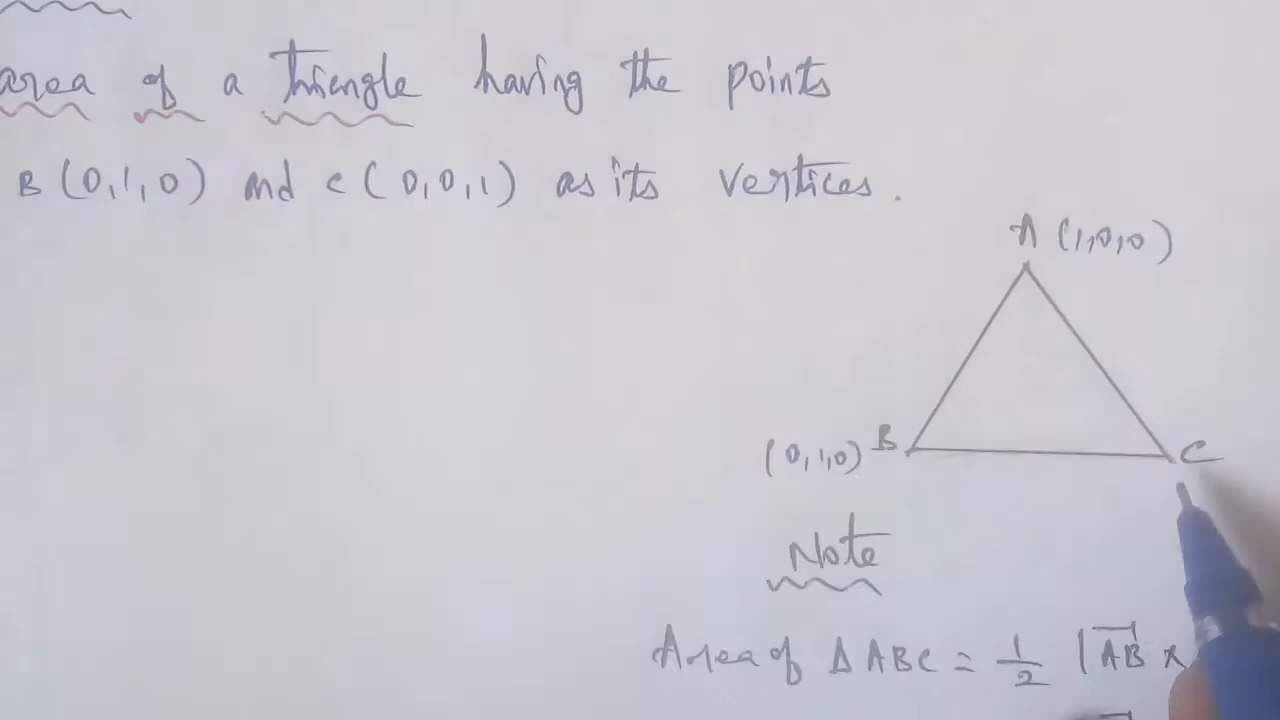 area of a triangle having the points
B (0,1,0) and C (0,0,1) as its vertices.
A (1,0,0)
(0,1,0) B
C
Note
Area of Δ ABC = 1/2 |AB ×